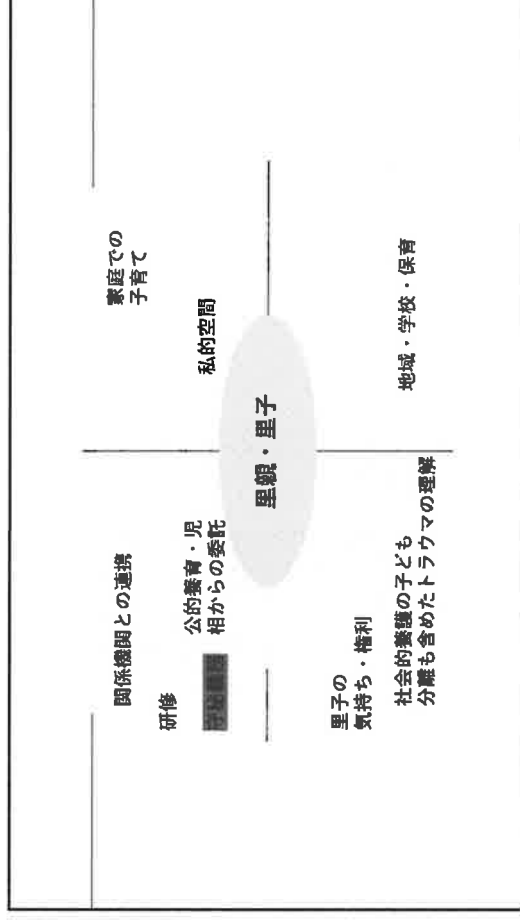 関係機関との連携
家庭での
子育て
研修
公的養育・児
相からの委託
私的空間
里親・里子
里子の
気持ち・権利
社会的養護の子ども
分離も含めたトラウマの理解
地域・学校・保育